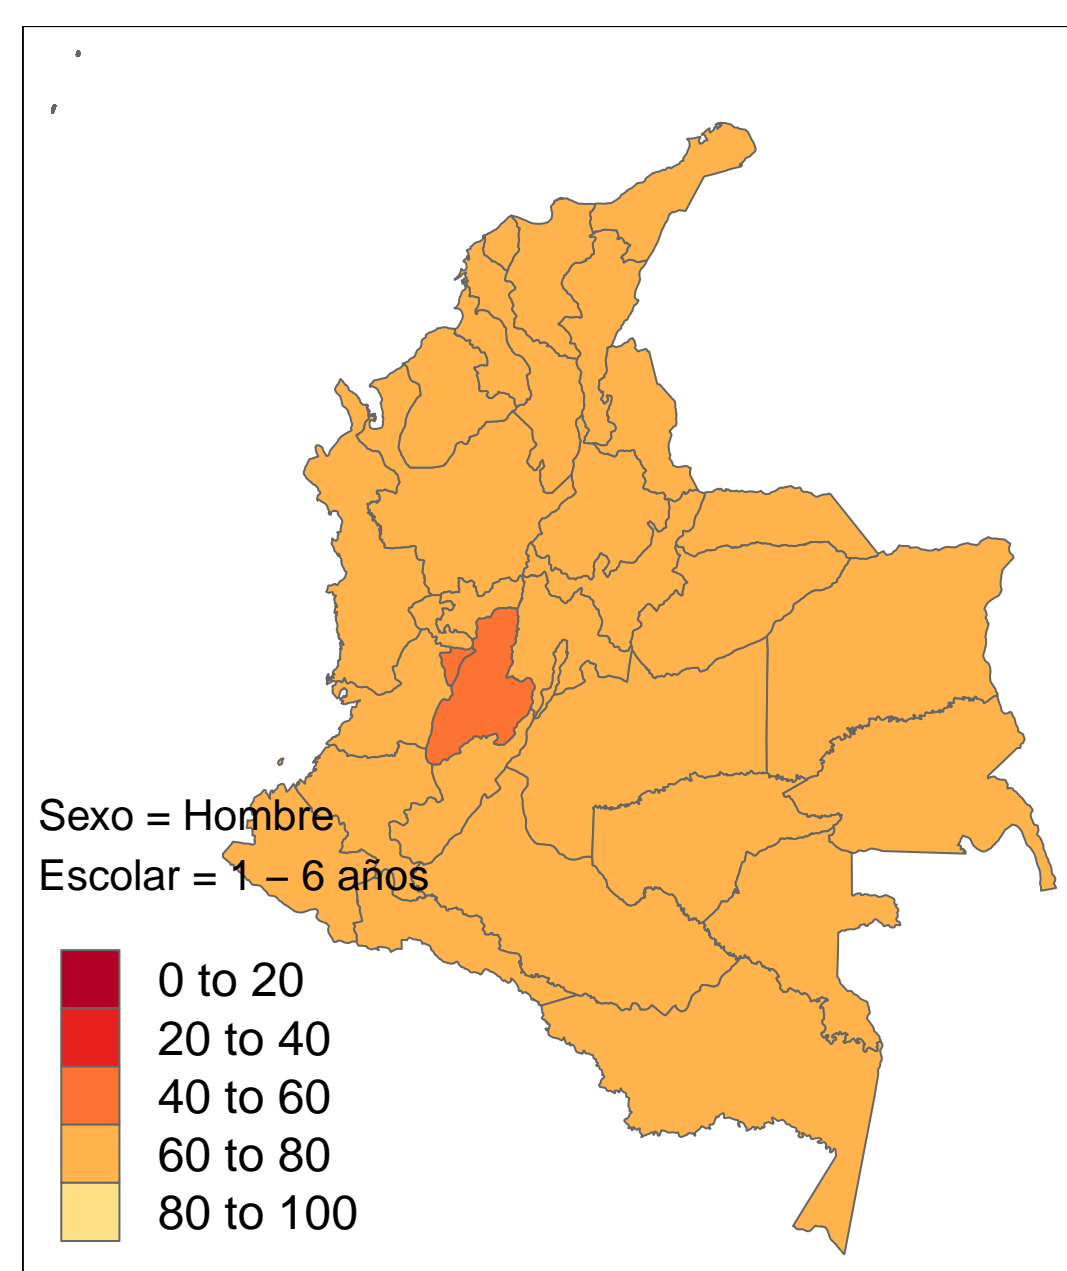 Sexo = Hombre
Escolar = 1 – 6 años
0 to 20
20 to 40
40 to 60
60 to 80
80 to 100